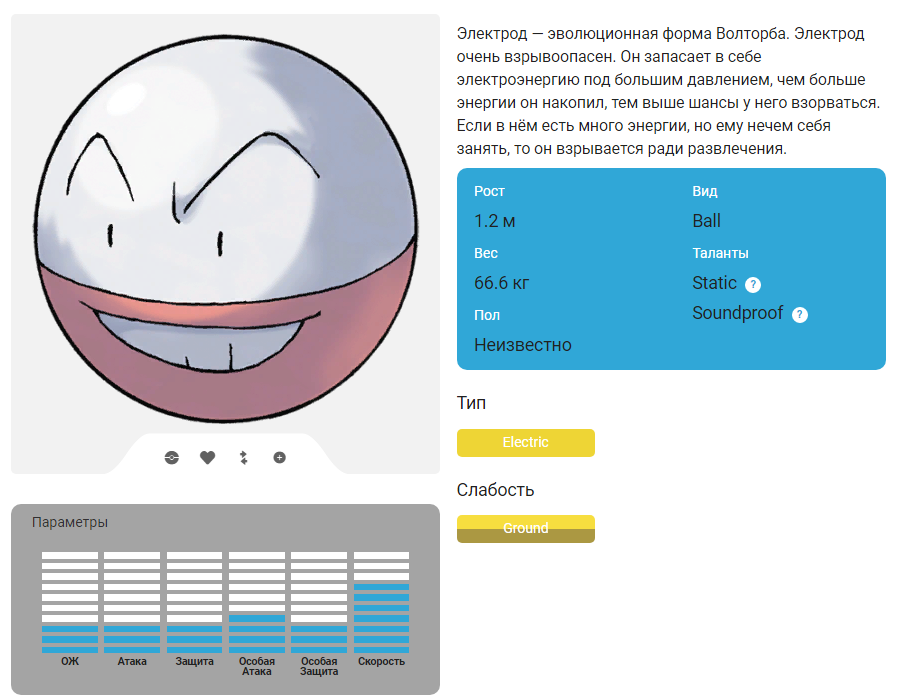 Электрод — эволюционная форма Волторба. Электрод
очень взрывоопасен. Он запасает в себе
электроэнергию под большим давлением, чем больше
энергии он накопил, тем выше шансы у него взорваться.
Если в нём есть много энергии, но ему нечем себя
занять, то он взрывается ради развлечения.
Рост
1.2 м
Вес
66.6 кг
Пол
Неизвестно
Вид
Ball
Таланты
Static ?
Soundproof ?
Тип
Electric
Слабость
Ground
Параметры
ОЖ
Атака
Защита
Особая
Атака
Особая
Защита
Скорость